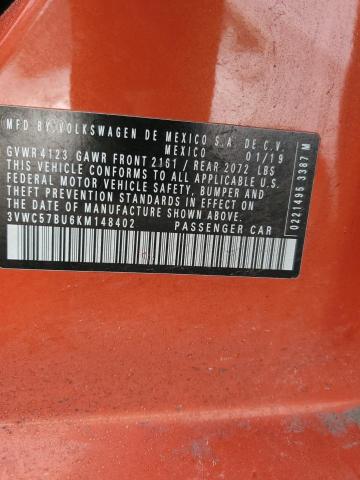 MFD BY VOLKSWAGEN DE MEXICO S.A. DE C.V.
MEXICO 01/19
GVWR 4123 GAWR FRONT 2161 / REAR 2072 LBS
THIS VEHICLE CONFORMS TO ALL APPLICABLE U.S.
FEDERAL MOTOR VEHICLE SAFETY, BUMPER AND
THEFT PREVENTION STANDARDS IN EFFECT ON
THE DATE OF MANUFACTURE SHOWN ABOVE.
3VWC57BU6KM148402 PASSENGER CAR
0221495 3387 M